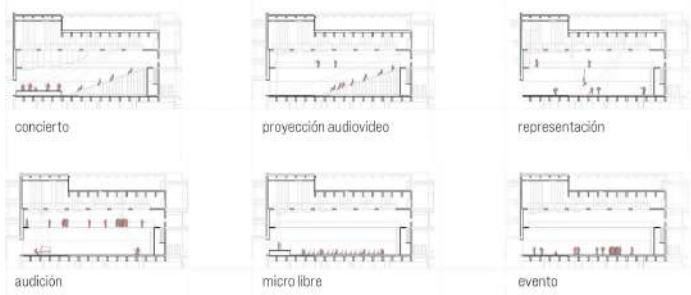 concierto
proyección audiovideo
representación
audición
micro libre
evento